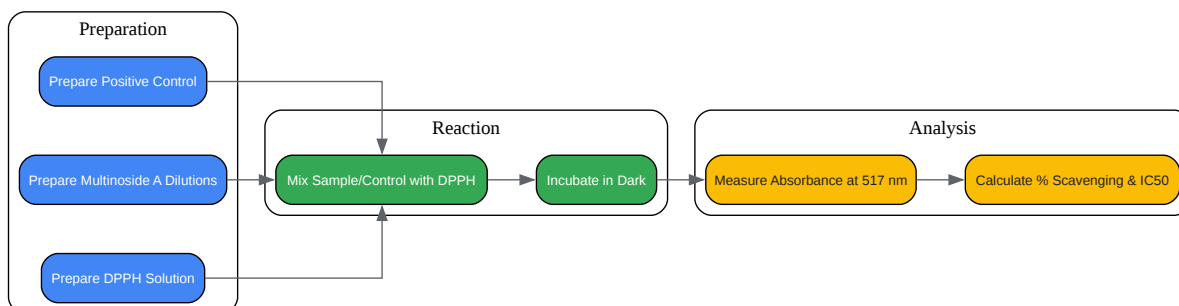 Preparation
Prepare Positive Control
Prepare Multinoside A Dilutions
Prepare DPPH Solution
Reaction
Mix Sample/Control with DPPH
Incubate in Dark
Analysis
Measure Absorbance at 517 nm
Calculate % Scavenging & IC50